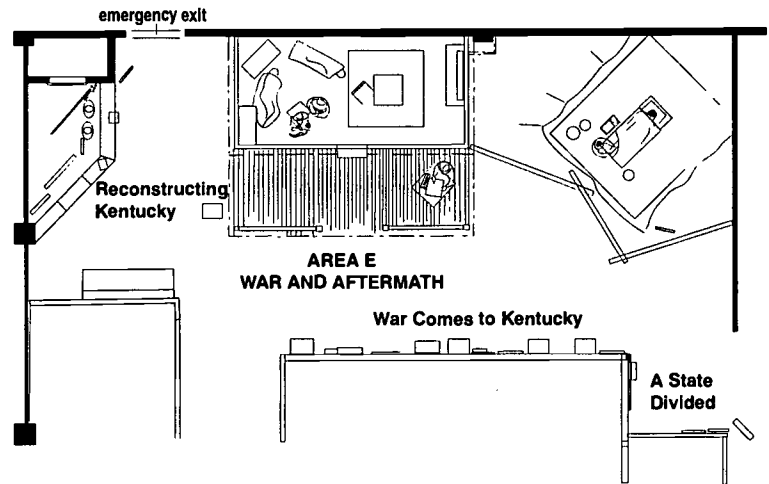 emergency exit
Reconstructing
Kentucky
AREA E
WAR AND AFTERMATH
War Comes to Kentucky
A State
Divided